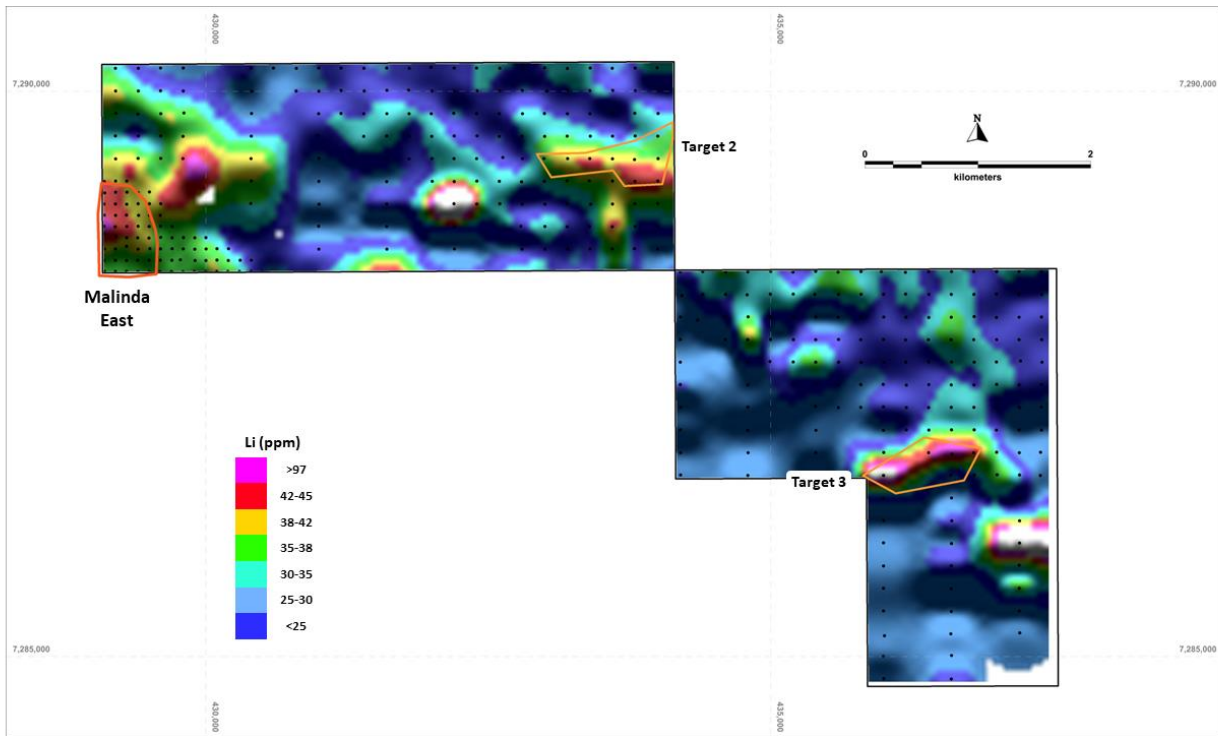 430,000
435,000
7,290,000
7,290,000
N
0
2
kilometers
Target 2
Malinda
East
Li (ppm)
>97
42-45
38-42
35-38
30-35
25-30
<25
Target 3
7,285,000
7,285,000
430,000
435,000